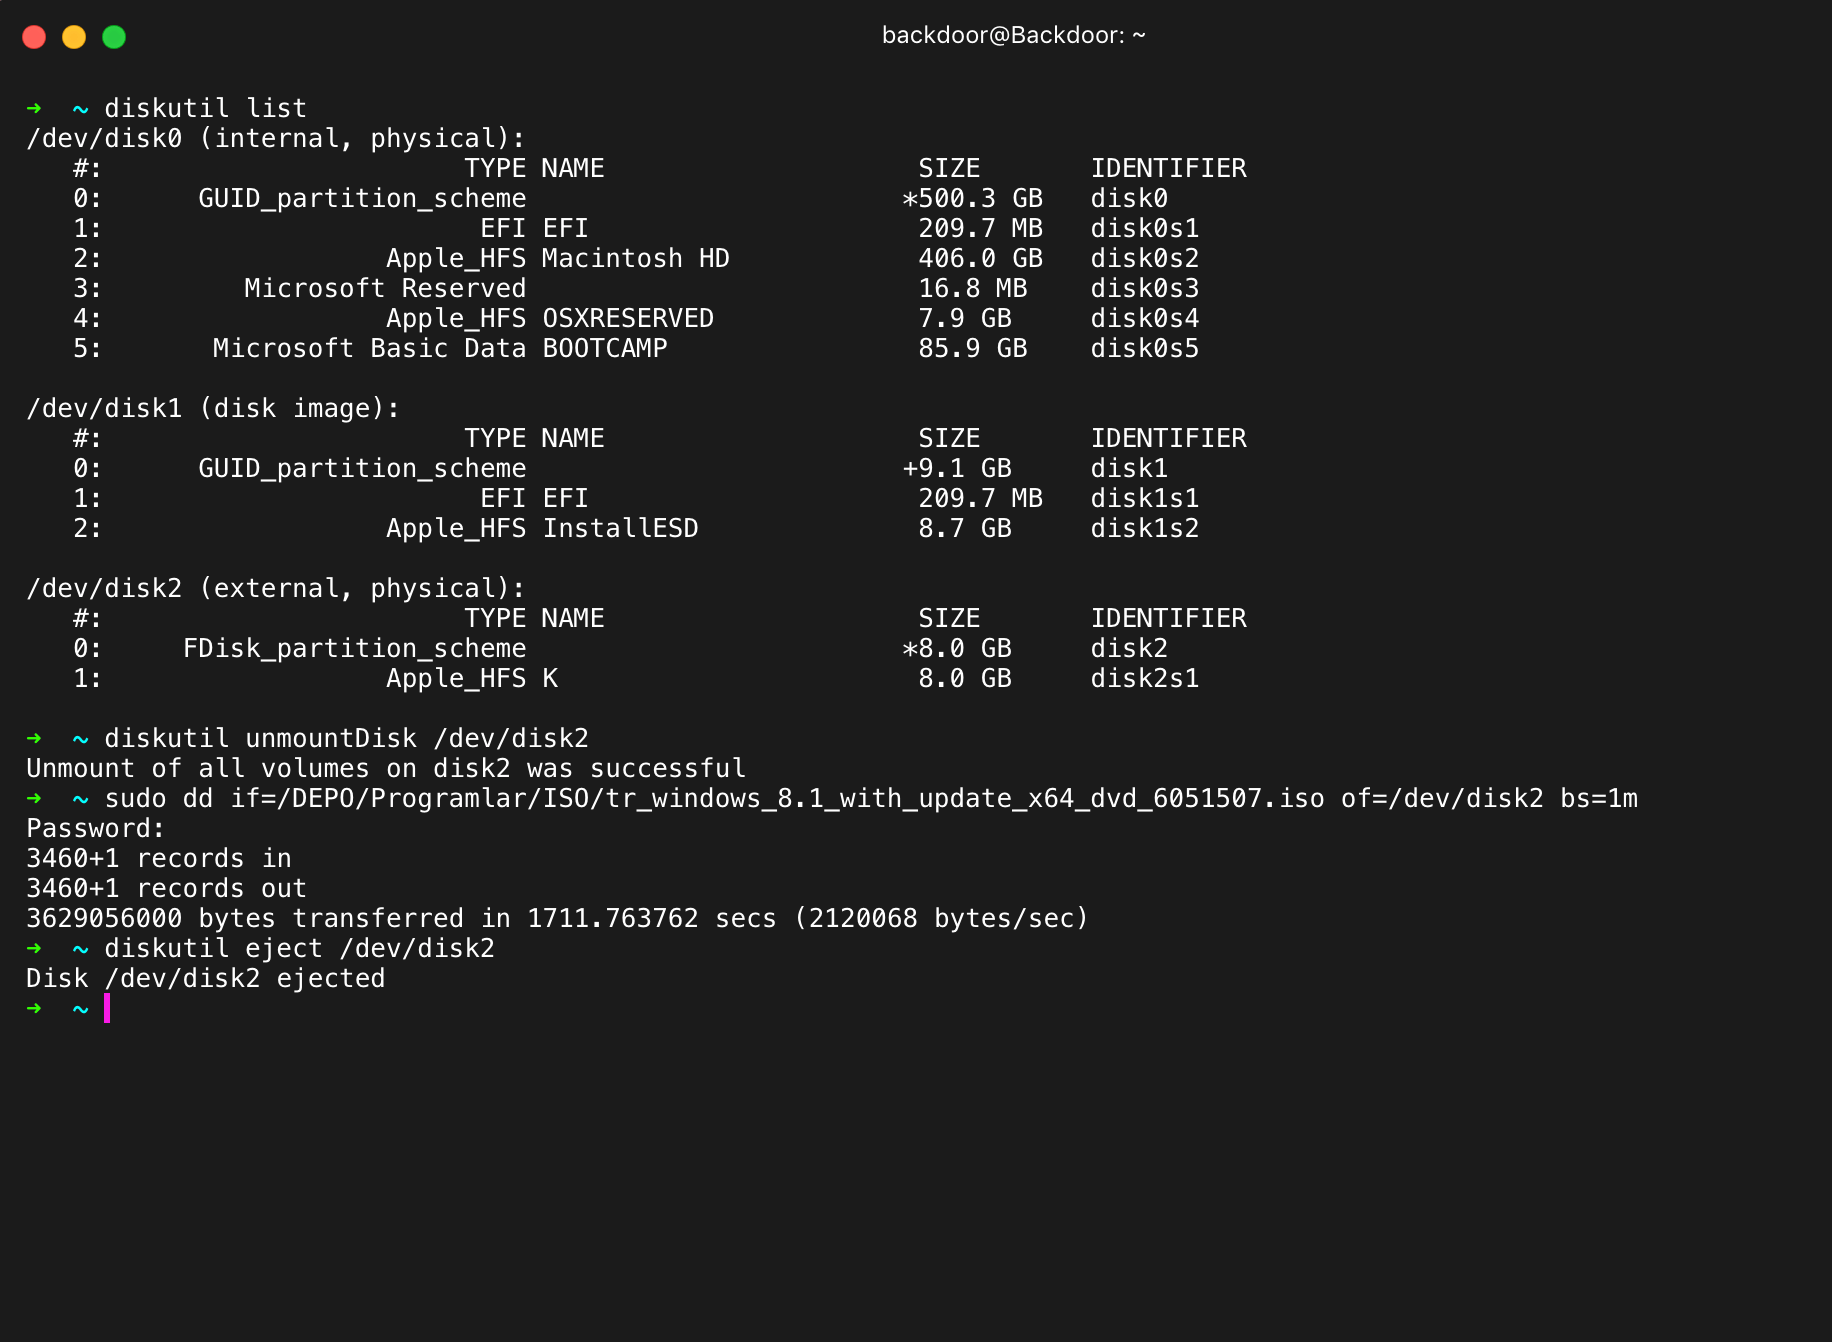 backdoor@Backdoor: ~
➜  ~ diskutil list
/dev/disk0 (internal, physical):
   #:                       TYPE NAME                    SIZE       IDENTIFIER
   0:      GUID_partition_scheme                        *500.3 GB   disk0
   1:                        EFI EFI                     209.7 MB   disk0s1
   2:                  Apple_HFS Macintosh HD            406.0 GB   disk0s2
   3:         Microsoft Reserved                         16.8 MB    disk0s3
   4:                  Apple_HFS OSXRESERVED             7.9 GB     disk0s4
   5:       Microsoft Basic Data BOOTCAMP                85.9 GB    disk0s5
/dev/disk1 (disk image):
   #:                       TYPE NAME                    SIZE       IDENTIFIER
   0:      GUID_partition_scheme                        +9.1 GB     disk1
   1:                        EFI EFI                     209.7 MB   disk1s1
   2:                  Apple_HFS InstallESD              8.7 GB     disk1s2
/dev/disk2 (external, physical):
   #:                       TYPE NAME                    SIZE       IDENTIFIER
   0:     FDisk_partition_scheme                        *8.0 GB     disk2
   1:                  Apple_HFS K                       8.0 GB     disk2s1
➜  ~ diskutil unmountDisk /dev/disk2
Unmount of all volumes on disk2 was successful
➜  ~ sudo dd if=/DEPO/Programlar/ISO/tr_windows_8.1_with_update_x64_dvd_6051507.iso of=/dev/disk2 bs=1m
Password:
3460+1 records in
3460+1 records out
3629056000 bytes transferred in 1711.763762 secs (2120068 bytes/sec)
➜  ~ diskutil eject /dev/disk2
Disk /dev/disk2 ejected
➜  ~